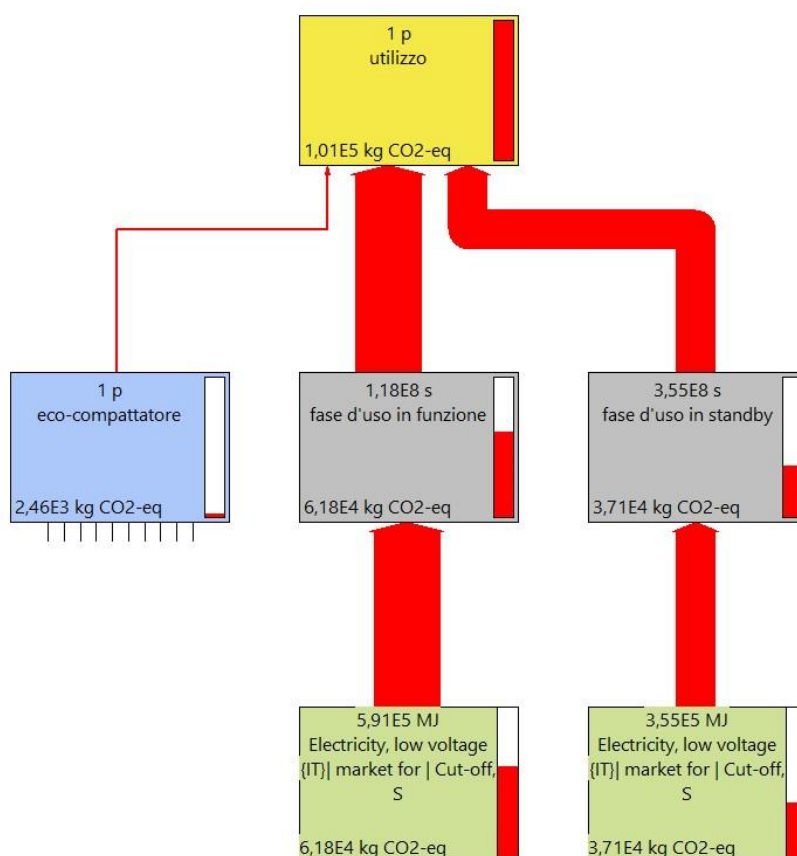 1 p
utilizzo
1,01E5 kg CO2-eq
1 p
eco-compattatore
2,46E3 kg CO2-eq
1,18E8 s
fase d'uso in funzione
6,18E4 kg CO2-eq
3,55E8 s
fase d'uso in standby
3,71E4 kg CO2-eq
5,91E5 MJ
Electricity, low voltage
{IT}| market for | Cut-off,
S
6,18E4 kg CO2-eq
3,55E5 MJ
Electricity, low voltage
{IT}| market for | Cut-off,
S
3,71E4 kg CO2-eq